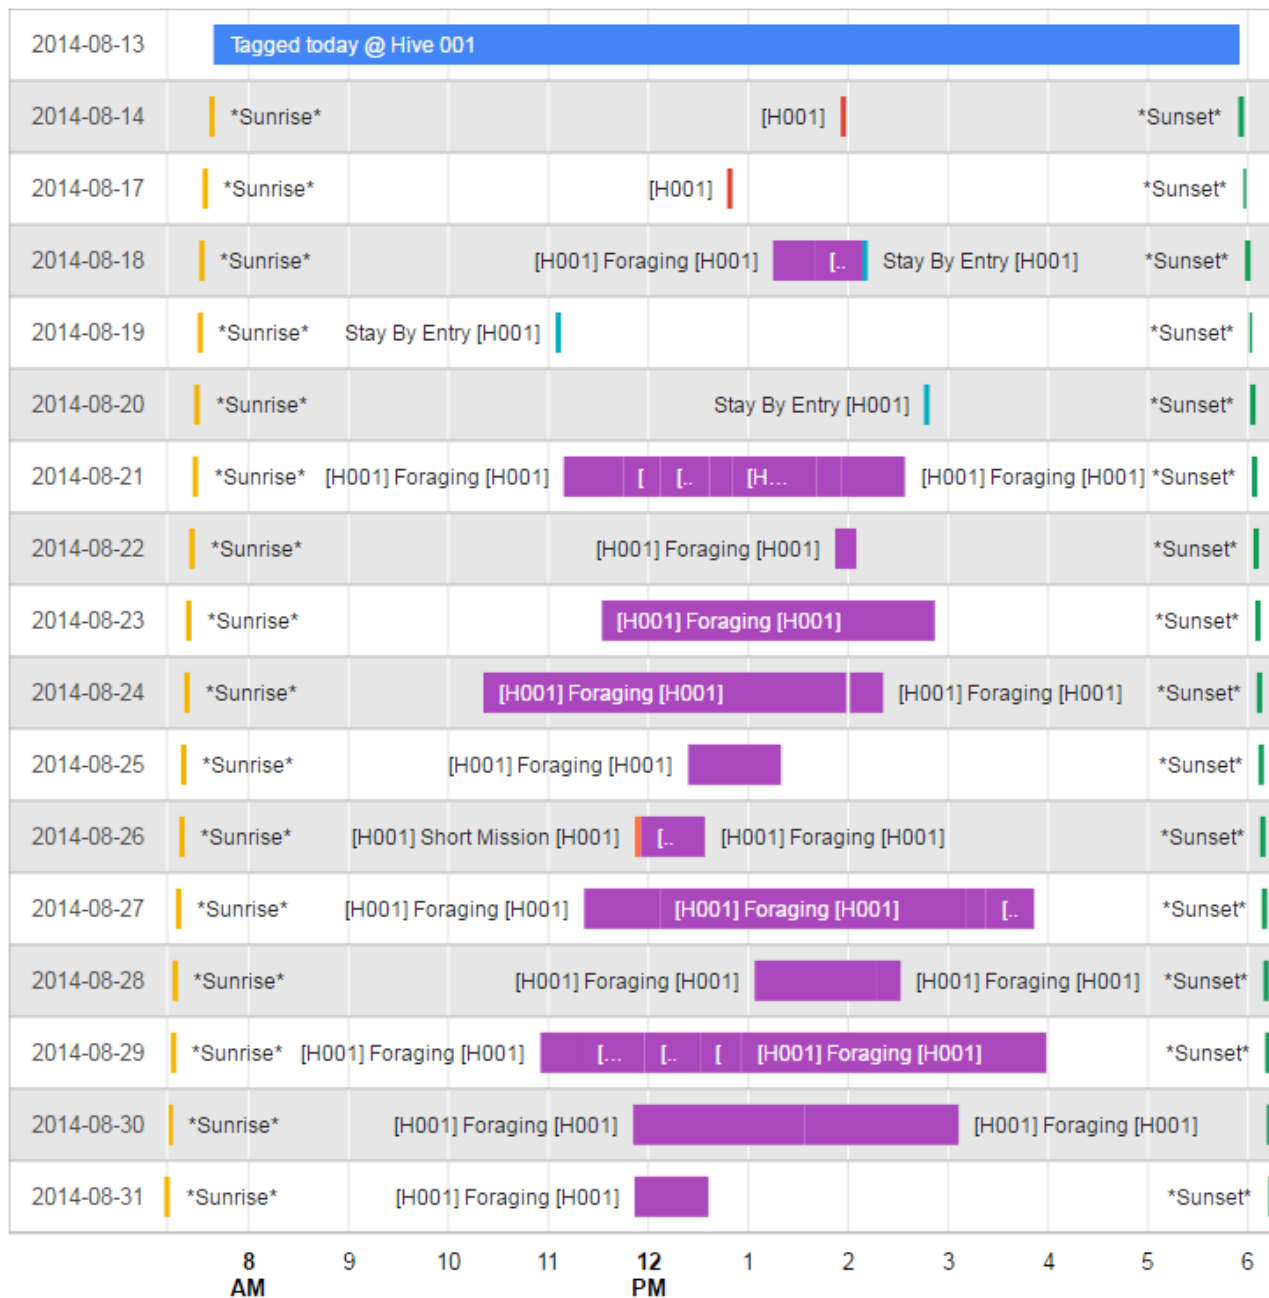 2014-08-13 Tagged today @ Hive 001
2014-08-14 *Sunrise* [H001] *Sunset*
2014-08-17 *Sunrise* [H001] *Sunset*
2014-08-18 *Sunrise* [H001] Foraging [H001] [.. Stay By Entry [H001] *Sunset*
2014-08-19 *Sunrise* Stay By Entry [H001] *Sunset*
2014-08-20 *Sunrise* Stay By Entry [H001] *Sunset*
2014-08-21 *Sunrise* [H001] Foraging [H001] [ [.. [H... [H001] Foraging [H001] *Sunset*
2014-08-22 *Sunrise* [H001] Foraging [H001] *Sunset*
2014-08-23 *Sunrise* [H001] Foraging [H001] *Sunset*
2014-08-24 *Sunrise* [H001] Foraging [H001] [H001] Foraging [H001] *Sunset*
2014-08-25 *Sunrise* [H001] Foraging [H001] *Sunset*
2014-08-26 *Sunrise* [H001] Short Mission [H001] [.. [H001] Foraging [H001] *Sunset*
2014-08-27 *Sunrise* [H001] Foraging [H001] [H001] Foraging [H001] [.. *Sunset*
2014-08-28 *Sunrise* [H001] Foraging [H001] [H001] Foraging [H001] *Sunset*
2014-08-29 *Sunrise* [H001] Foraging [H001] [... [.. [ [H001] Foraging [H001] *Sunset*
2014-08-30 *Sunrise* [H001] Foraging [H001] [H001] Foraging [H001]
2014-08-31 *Sunrise* [H001] Foraging [H001] *Sunset*
8 9 10 11 12 1 2 3 4 5 6
AM PM